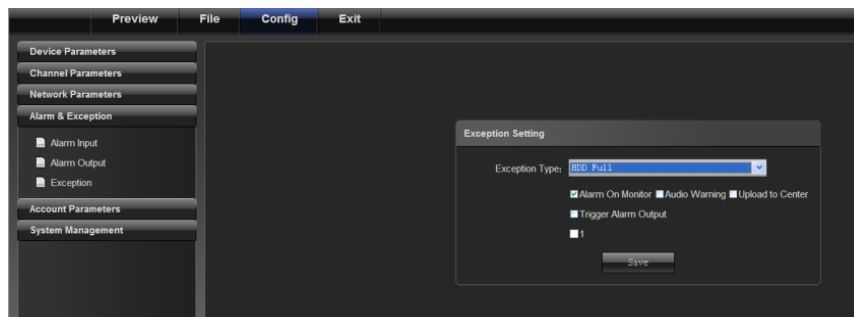 Preview File Config Exit
Device Parameters
Channel Parameters
Network Parameters
Alarm & Exception
Alarm Input
Alarm Output
Exception
Account Parameters
System Management
Exception Setting
Exception Type: HDD Full
Alarm On Monitor Audio Warning Upload to Center
Trigger Alarm Output
1
Save